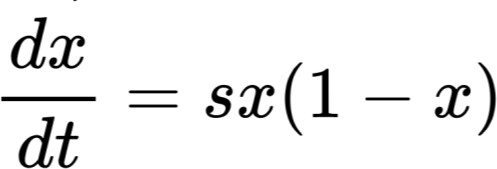 dx/dt = sx(1 − x)